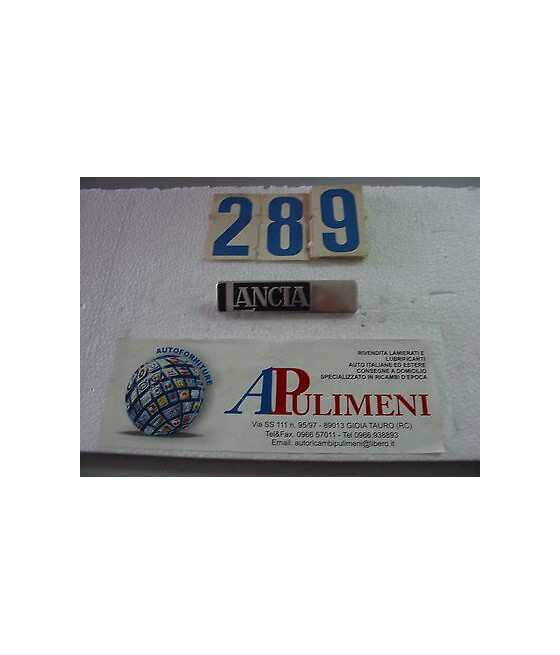 289
LANCIA
AUTOFORNITURE
RIVENDITA LAMIERATI E
LUBRIFICANTI
AUTO ITALIANE ED ESTERE
CONSEGNE A DOMICILIO
SPECIALIZZATO IN RICAMBI D'EPOCA
APULIMENI
Via SS 111 n. 95/97 - 89013 GIOIA TAURO (RC)
Tel&Fax. 0966 57011 - Tel 0966.938893
Email: autoricambipulimeni@libero.it